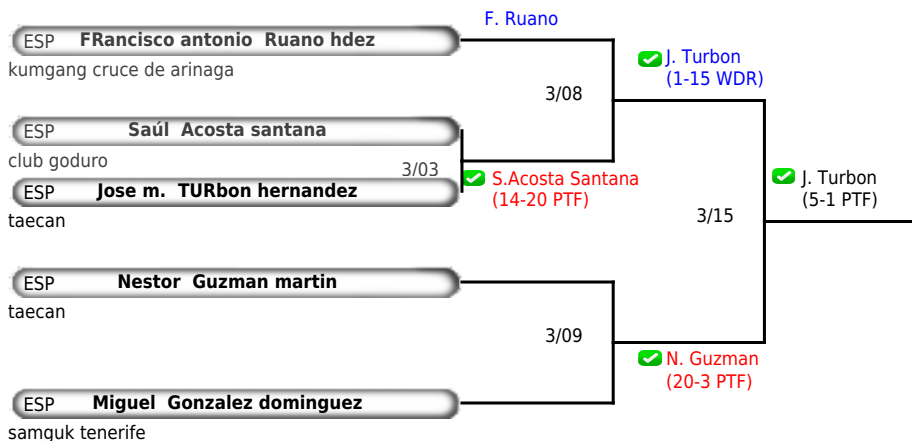 F. Ruano
ESP FRancisco antonio Ruano hdez
kumgang cruce de arinaga
J. Turbon
(1-15 WDR)
3/08
ESP Saúl Acosta santana
club goduro
3/03
S.Acosta Santana
(14-20 PTF)
ESP Jose m. TURbon hernandez
taecan
J. Turbon
(5-1 PTF)
3/15
ESP Nestor Guzman martin
taecan
3/09
N. Guzman
(20-3 PTF)
ESP Miguel Gonzalez dominguez
samguk tenerife